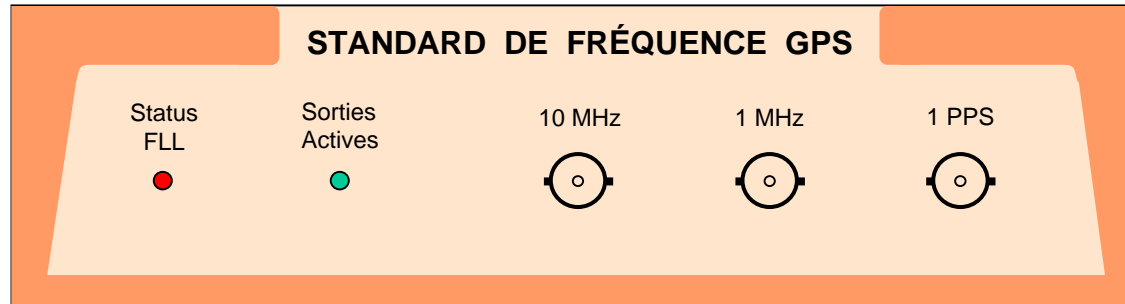 STANDARD DE FRÉQUENCE GPS
Status
FLL
Sorties
Actives
10 MHz
1 MHz
1 PPS